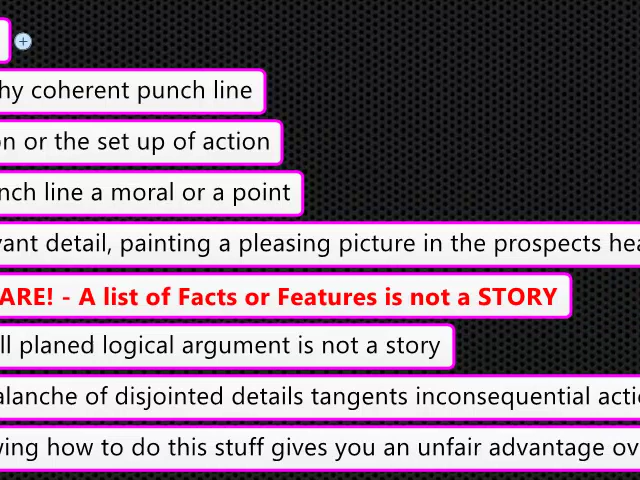 hy coherent punch line
on or the set up of action
nch line a moral or a point
vant detail, painting a pleasing picture in the prospects hea
ARE! - A list of Facts or Features is not a STORY
ll planed logical argument is not a story
alanche of disjointed details tangents inconsequential actio
ving how to do this stuff gives you an unfair advantage ov